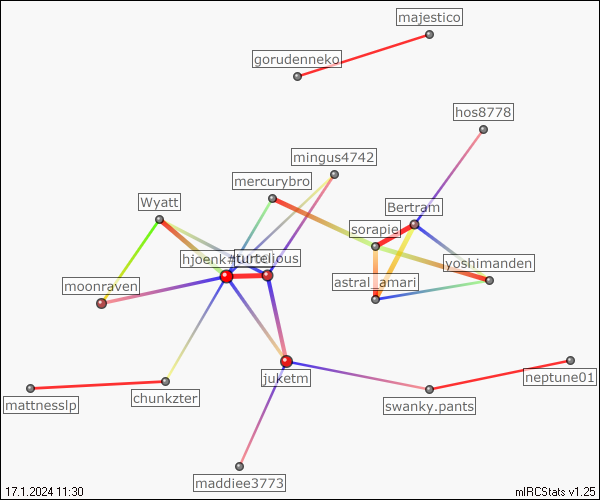 majestico
gorudenneko
hos8778
mingus4742
mercurybro
Wyatt
Bertram
sorapie
hjoenk#
turtelious
yoshimanden
moonraven
astral_amari
juketm
neptune01
chunkzter
mattnesslp
swanky.pants
maddiee3773
17.1.2024 11:30
mIRCStats v1.25